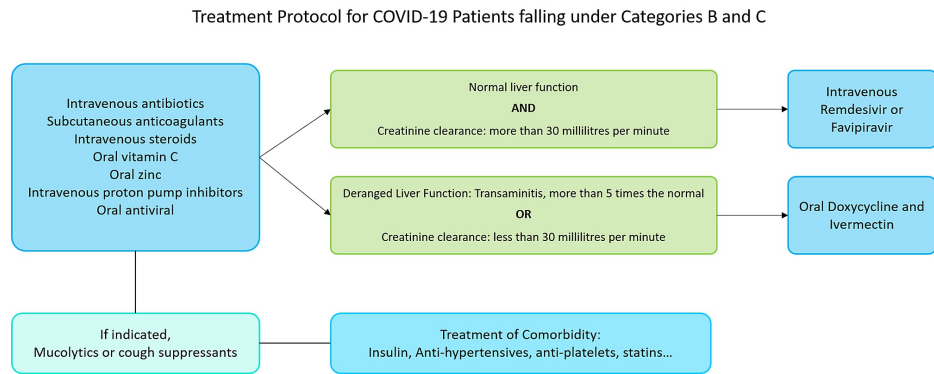 Treatment Protocol for COVID-19 Patients falling under Categories B and C
Intravenous antibiotics
Subcutaneous anticoagulants
Intravenous steroids
Oral vitamin C
Oral zinc
Intravenous proton pump inhibitors
Oral antiviral
Normal liver function
AND
Creatinine clearance: more than 30 millilitres per minute
Intravenous
Remdesivir or
Favipiravir
Deranged Liver Function: Transaminitis, more than 5 times the normal
OR
Creatinine clearance: less than 30 millilitres per minute
Oral Doxycycline and
Ivermectin
If indicated,
Mucolytics or cough suppressants
Treatment of Comorbidity:
Insulin, Anti-hypertensives, anti-platelets, statins...